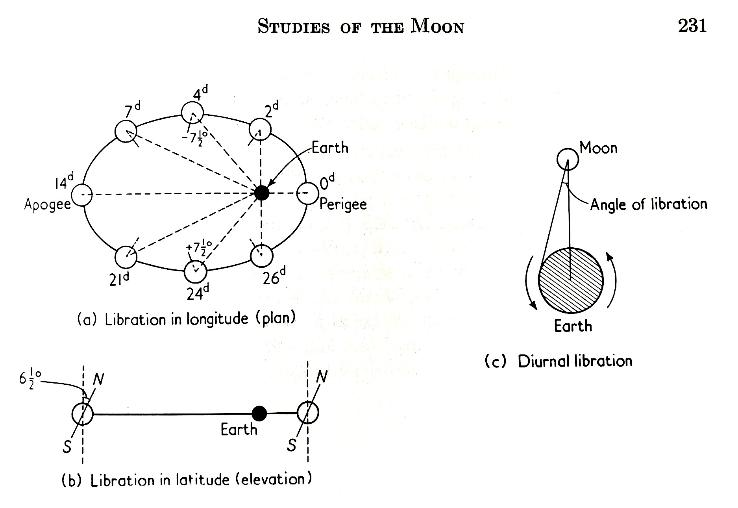 STUDIES OF THE MOON 231
4d
7d
2d
-7½°
Earth
14d
Apogee
0d
Perigee
+7½°
21d
24d
26d
(a) Libration in longitude (plan)
Moon
Angle of libration
Earth
(c) Diurnal libration
6½°
N
N
S
Earth
S
(b) Libration in latitude (elevation)